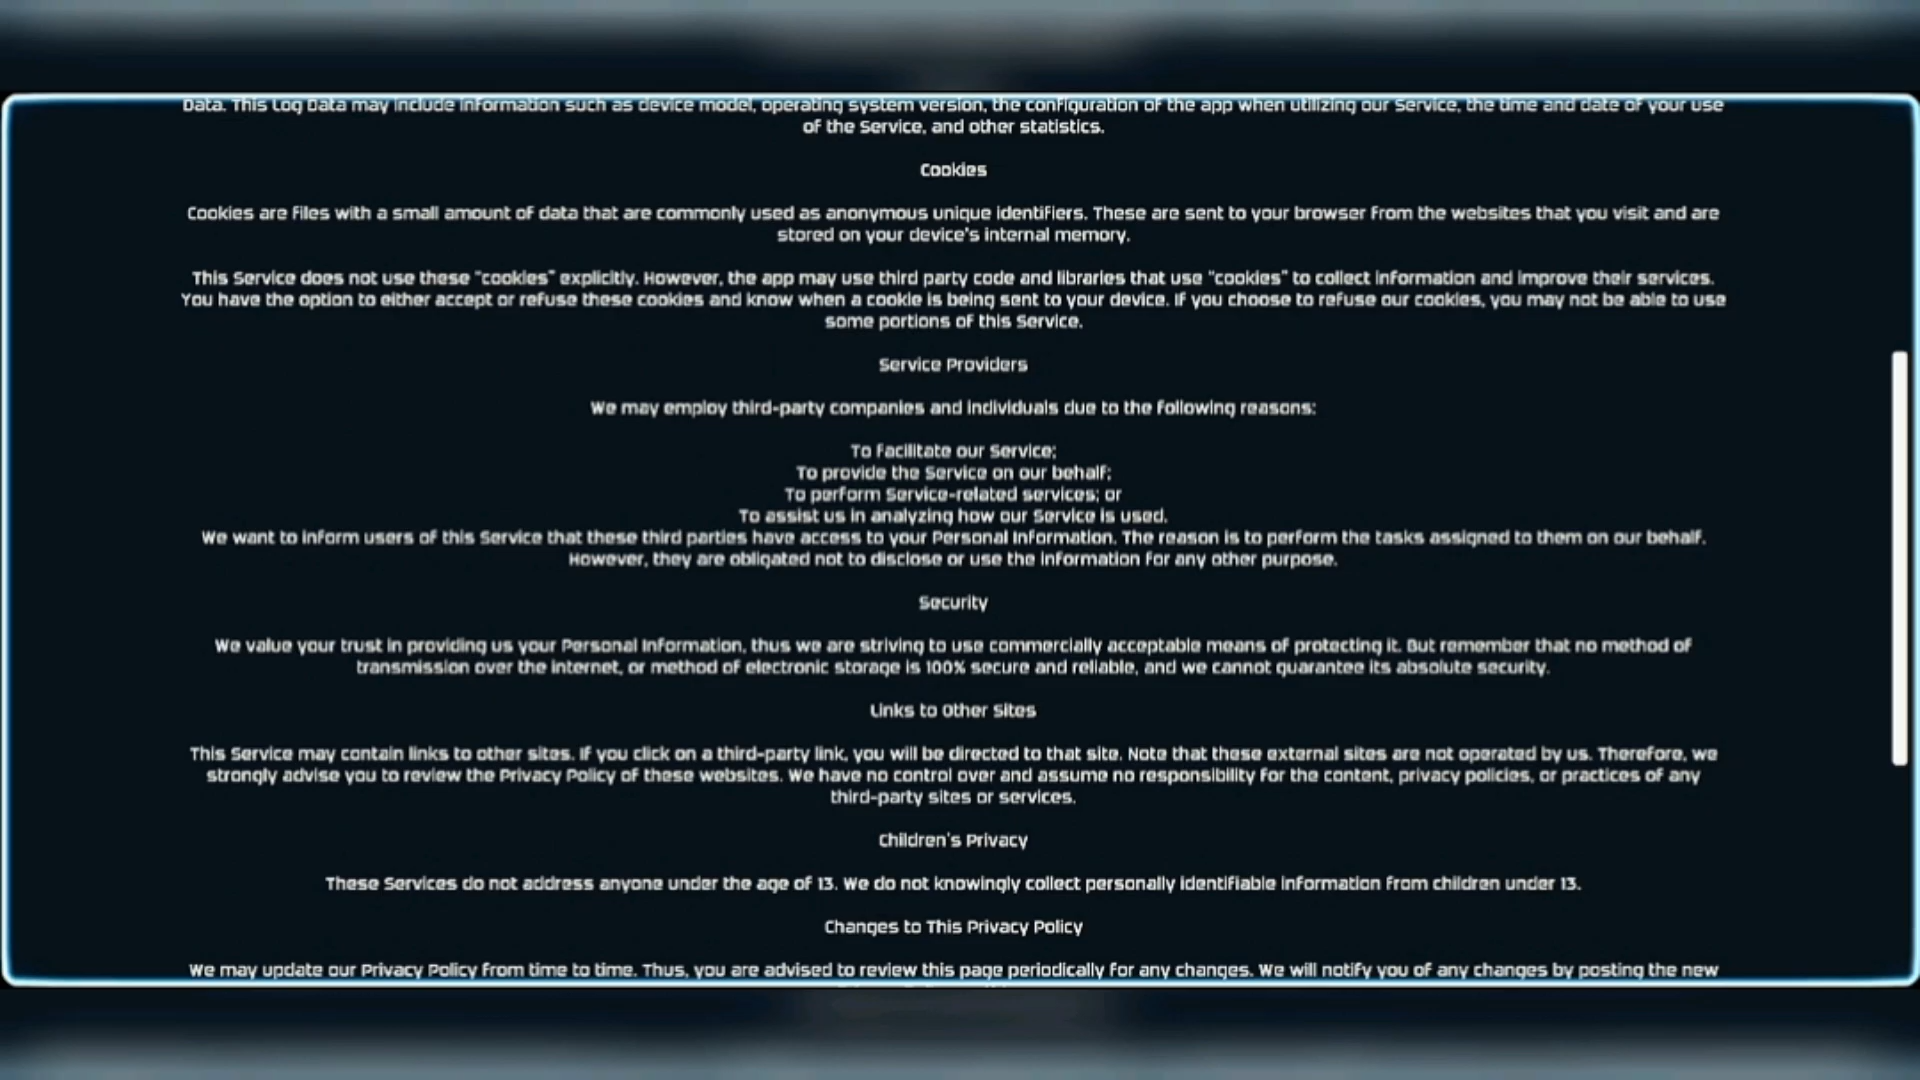 Data. This Log Data may include information such as device model, operating system version, the configuration of the app when utilizing our Service, the time and date of your use
of the Service, and other statistics.
Cookies
Cookies are files with a small amount of data that are commonly used as anonymous unique identifiers. These are sent to your browser from the websites that you visit and are
stored on your device's internal memory.
This Service does not use these "cookies" explicitly. However, the app may use third party code and libraries that use "cookies" to collect information and improve their services.
You have the option to either accept or refuse these cookies and know when a cookie is being sent to your device. If you choose to refuse our cookies, you may not be able to use
some portions of this Service.
Service Providers
We may employ third-party companies and individuals due to the following reasons:
To facilitate our Service;
To provide the Service on our behalf;
To perform Service-related services; or
To assist us in analyzing how our Service is used.
We want to inform users of this Service that these third parties have access to your Personal Information. The reason is to perform the tasks assigned to them on our behalf.
However, they are obligated not to disclose or use the information for any other purpose.
Security
We value your trust in providing us your Personal Information, thus we are striving to use commercially acceptable means of protecting it. But remember that no method of
transmission over the internet, or method of electronic storage is 100% secure and reliable, and we cannot guarantee its absolute security.
Links to Other Sites
This Service may contain links to other sites. If you click on a third-party link, you will be directed to that site. Note that these external sites are not operated by us. Therefore, we
strongly advise you to review the Privacy Policy of these websites. We have no control over and assume no responsibility for the content, privacy policies, or practices of any
third-party sites or services.
Children's Privacy
These Services do not address anyone under the age of 13. We do not knowingly collect personally identifiable information from children under 13.
Changes to This Privacy Policy
We may update our Privacy Policy from time to time. Thus, you are advised to review this page periodically for any changes. We will notify you of any changes by posting the new